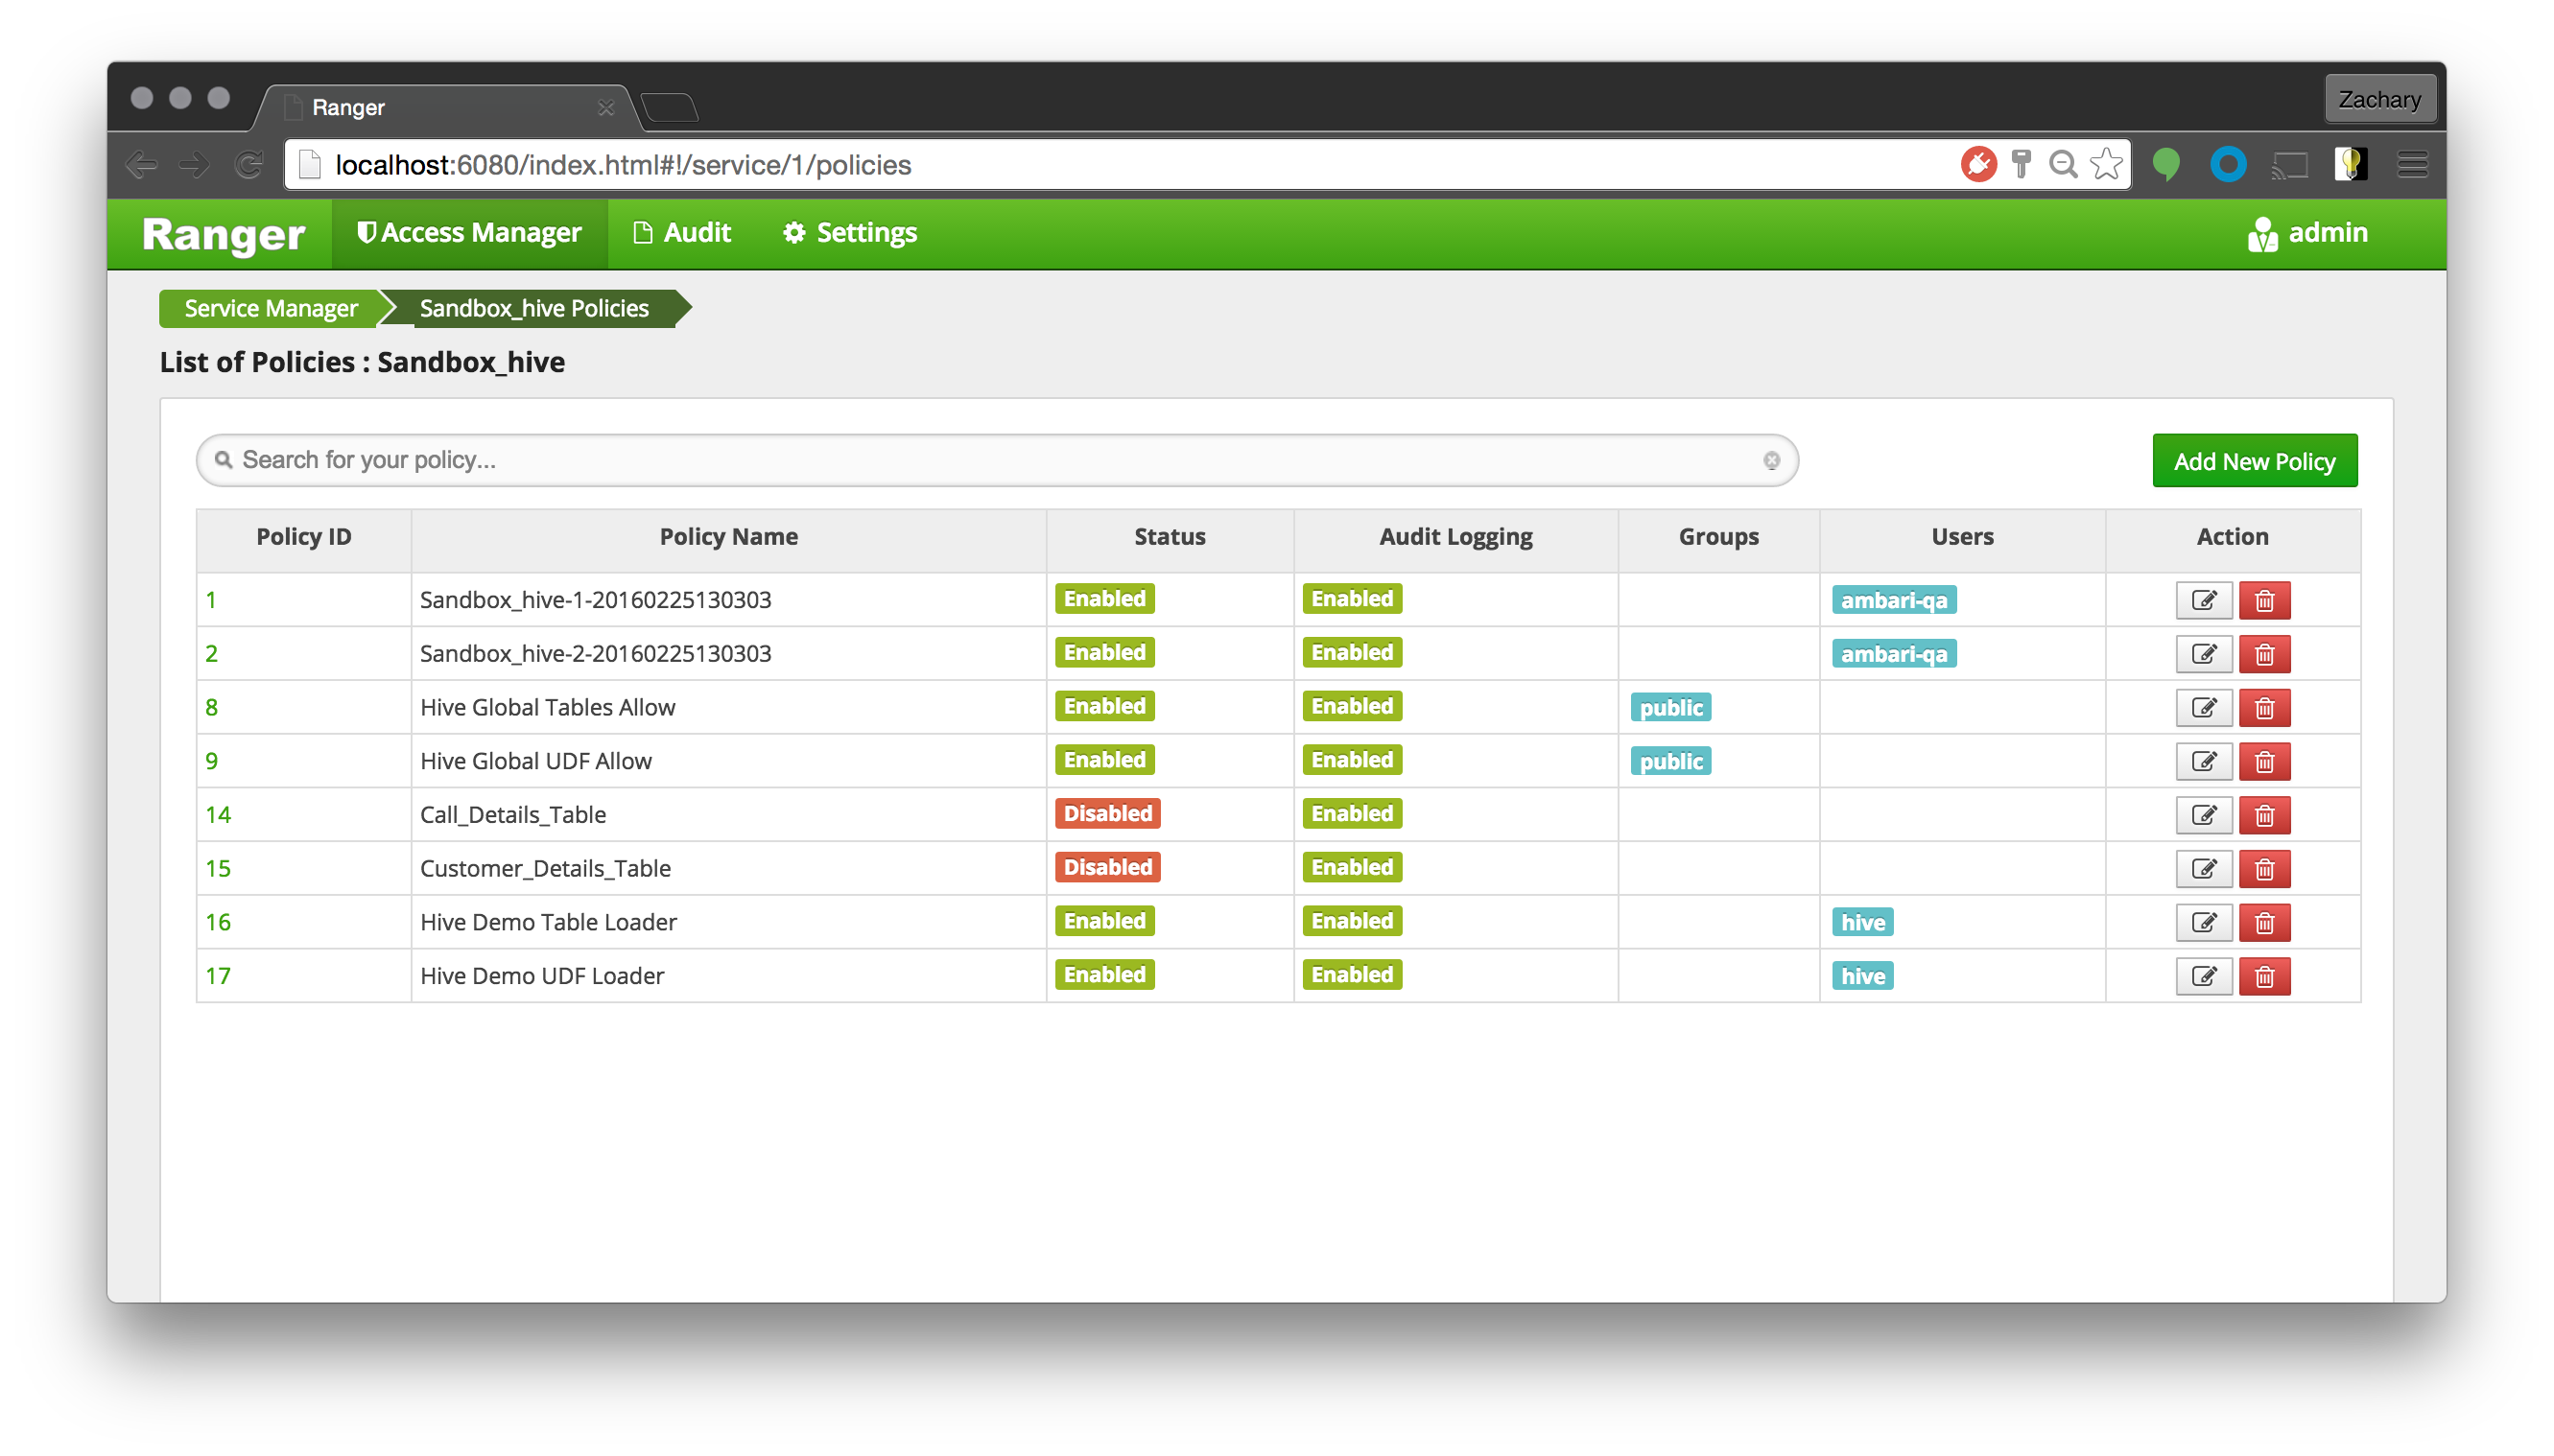 Ranger
Zachary
localhost:6080/index.html#!/service/1/policies
Ranger Access Manager Audit Settings admin
Service Manager Sandbox_hive Policies
List of Policies : Sandbox_hive
Search for your policy... Add New Policy
Policy ID Policy Name Status Audit Logging Groups Users Action
1 Sandbox_hive-1-20160225130303 Enabled Enabled ambari-qa
2 Sandbox_hive-2-20160225130303 Enabled Enabled ambari-qa
8 Hive Global Tables Allow Enabled Enabled public
9 Hive Global UDF Allow Enabled Enabled public
14 Call_Details_Table Disabled Enabled
15 Customer_Details_Table Disabled Enabled
16 Hive Demo Table Loader Enabled Enabled hive
17 Hive Demo UDF Loader Enabled Enabled hive